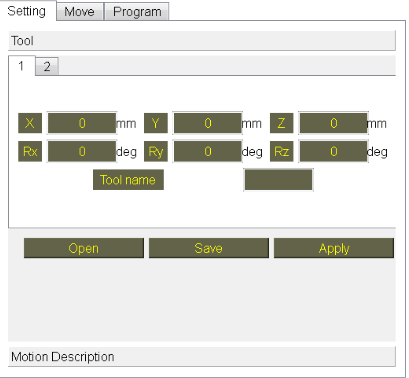 Setting Move Program
Tool
1 2
X 0 mm Y 0 mm Z 0 mm
Rx 0 deg Ry 0 deg Rz 0 deg
Tool name
Open Save Apply
Motion Description